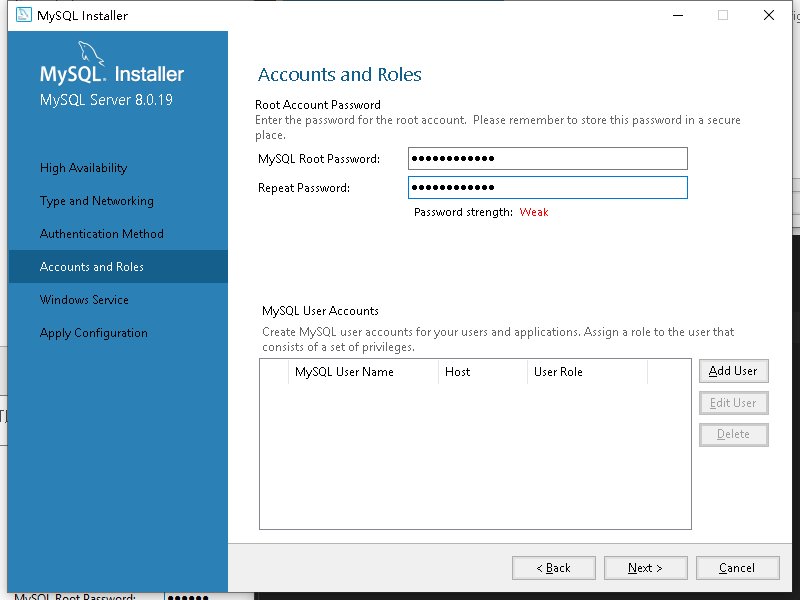 MySQL Installer
MySQL. Installer
MySQL Server 8.0.19
High Availability
Type and Networking
Authentication Method
Accounts and Roles
Windows Service
Apply Configuration
Accounts and Roles
Root Account Password
Enter the password for the root account.  Please remember to store this password in a secure
place.
MySQL Root Password: ●●●●●●●●●●●●
Repeat Password: ●●●●●●●●●●●●
Password strength: Weak
MySQL User Accounts
Create MySQL user accounts for your users and applications. Assign a role to the user that
consists of a set of privileges.
MySQL User Name Host User Role
Add User
Edit User
Delete
< Back Next > Cancel
MySQL Root Password: ●●●●●●